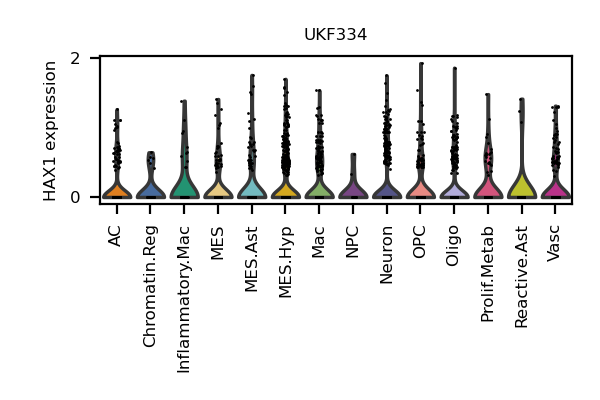 UKF334
HAX1 expression
2
0
AC
Chromatin.Reg
Inflammatory.Mac
MES
MES.Ast
MES.Hyp
Mac
NPC
Neuron
OPC
Oligo
Prolif.Metab
Reactive.Ast
Vasc